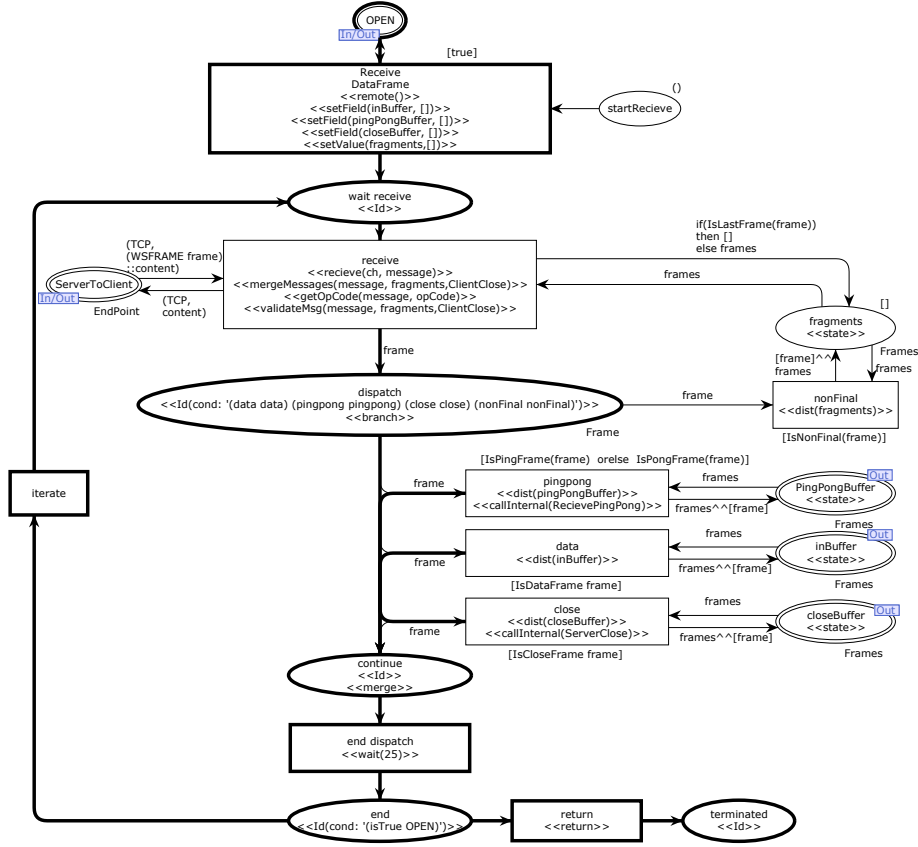 OPEN
In/Out
[true]
Receive
DataFrame
<<remote()>>
<<setField(inBuffer, [])>>
<<setField(pingPongBuffer, [])>>
<<setField(closeBuffer, [])>>
<<setValue(fragments,[])>>
()
startRecieve
wait receive
<<Id>>
(TCP,
(WSFRAME frame)
::content)
ServerToClient
In/Out
EndPoint
(TCP,
content)
receive
<<recieve(ch, message)>>
<<mergeMessages(message, fragments,ClientClose)>>
<<getOpCode(message, opCode)>>
<<validateMsg(message, fragments,ClientClose)>>
if(IsLastFrame(frame))
then []
else frames
frames
[]
fragments
<<state>>
Frames
[frame]^^
frames
frames
frame
dispatch
<<Id(cond: '(data data) (pingpong pingpong) (close close) (nonFinal nonFinal)')>>
<<branch>>
Frame
frame
nonFinal
<<dist(fragments)>>
[IsNonFinal(frame)]
[IsPingFrame(frame) orelse IsPongFrame(frame)]
frame
pingpong
<<dist(pingPongBuffer)>>
<<callInternal(RecievePingPong)>>
frames
frames^^[frame]
Out
PingPongBuffer
<<state>>
Frames
iterate
frame
data
<<dist(inBuffer)>>
[IsDataFrame frame]
frames
frames^^[frame]
Out
inBuffer
<<state>>
Frames
frame
close
<<dist(closeBuffer)>>
<<callInternal(ServerClose)>>
[IsCloseFrame frame]
frames
frames^^[frame]
Out
closeBuffer
<<state>>
Frames
continue
<<Id>>
<<merge>>
end dispatch
<<wait(25)>>
end
<<Id(cond: '(isTrue OPEN)')>>
return
<<return>>
terminated
<<Id>>